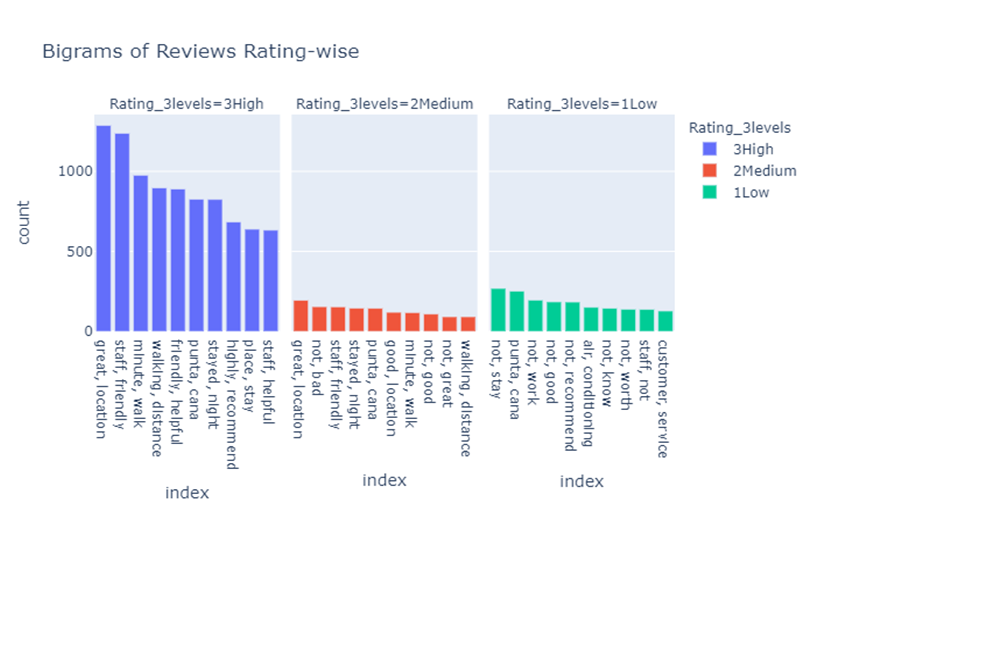 Bigrams of Reviews Rating-wise
Rating_3levels=3High
Rating_3levels=2Medium
Rating_3levels=1Low
Rating_3levels
3High
2Medium
1Low
count
1000
500
0
great, location
staff, friendly
minute, walk
walking, distance
friendly, helpful
punta, cana
stayed, night
highly, recommend
place, stay
staff, helpful
great, location
not, bad
staff, friendly
stayed, night
punta, cana
good, location
minute, walk
not, good
not, great
walking, distance
not, stay
punta, cana
not, work
not, good
not, recommend
air, conditioning
not, know
not, worth
staff, not
customer, service
index
index
index